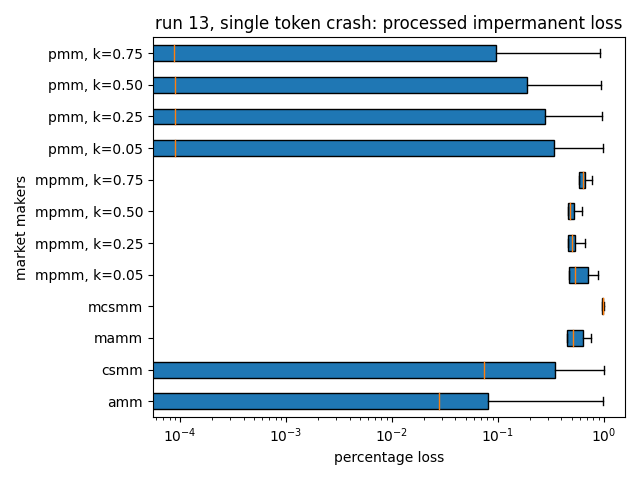 run 13, single token crash: processed impermanent loss
pmm, k=0.75
pmm, k=0.50
pmm, k=0.25
pmm, k=0.05
mpmm, k=0.75
mpmm, k=0.50
mpmm, k=0.25
mpmm, k=0.05
mcsmm
mamm
csmm
amm
market makers
10⁻⁴ 10⁻³ 10⁻² 10⁻¹ 10⁰
percentage loss